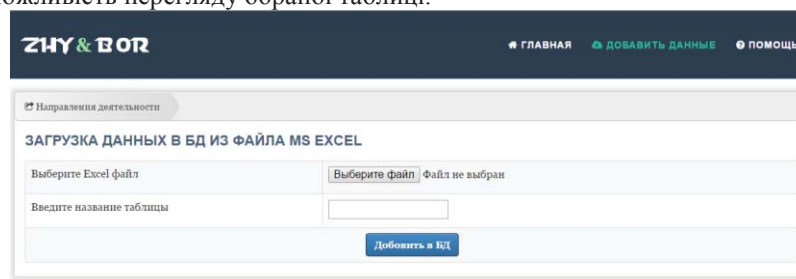 можливість перегляду обраної таблиці.
ZHY & BOR
ГЛАВНАЯ ДОБАВИТЬ ДАННЫЕ ПОМОЩЬ
Направления деятельности
ЗАГРУЗКА ДАННЫХ В БД ИЗ ФАЙЛА MS EXCEL
Выберите Excel файл Выберите файл Файл не выбран
Введите название таблицы
Добовить в БД